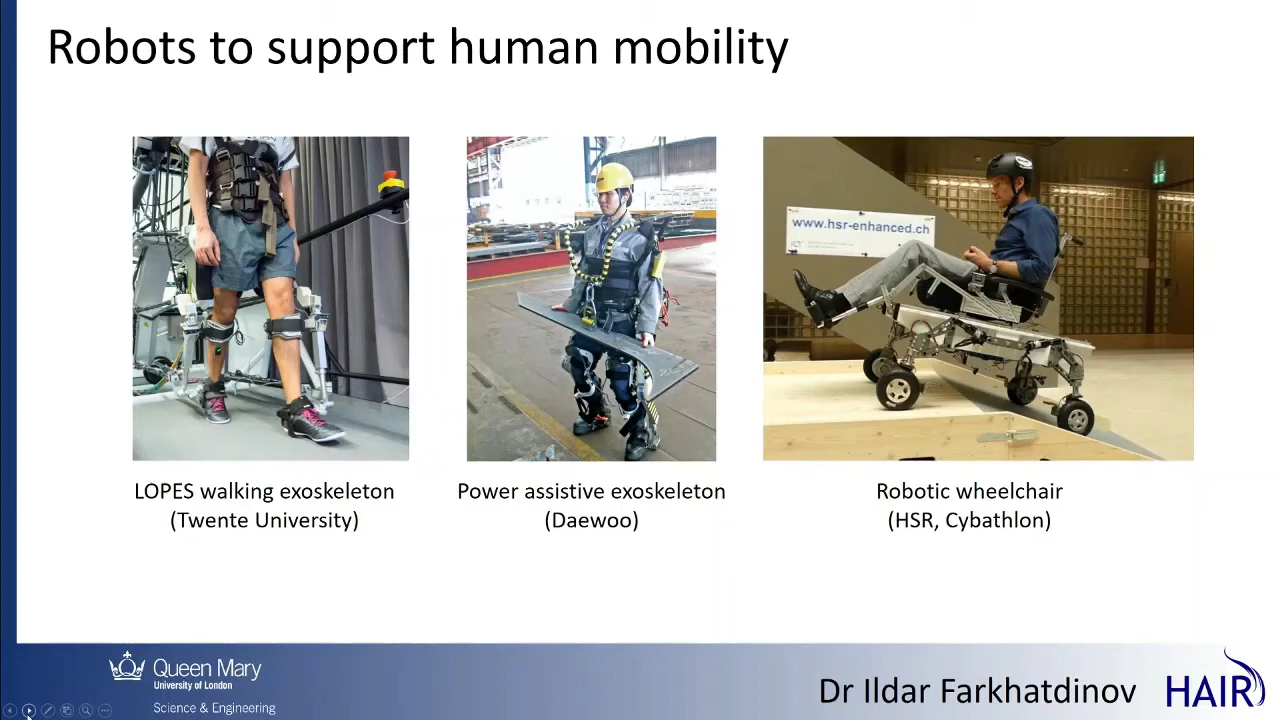 Robots to support human mobility
www.hsr-enhanced.ch
LOPES walking exoskeleton
(Twente University)
Power assistive exoskeleton
(Daewoo)
Robotic wheelchair
(HSR, Cybathlon)
Queen Mary
University of London
Science & Engineering
Dr Ildar Farkhatdinov
HAIR